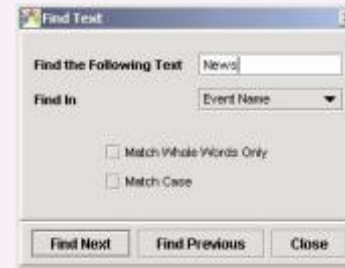 Find Text
Find the Following Text News
Find In Event Name
Match Whole Words Only
Match Case
Find Next Find Previous Close